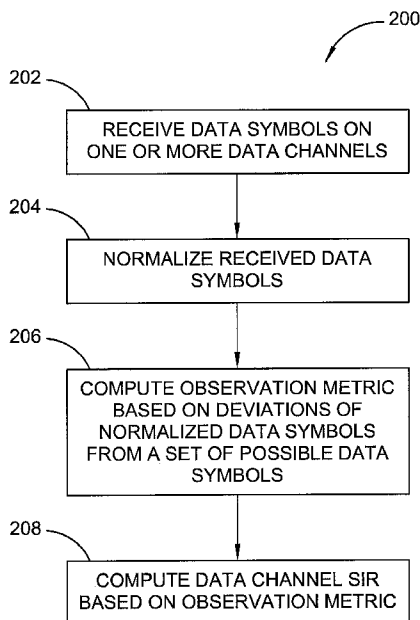 200
202
RECEIVE DATA SYMBOLS ON
ONE OR MORE DATA CHANNELS
204
NORMALIZE RECEIVED DATA
SYMBOLS
206
COMPUTE OBSERVATION METRIC
BASED ON DEVIATIONS OF
NORMALIZED DATA SYMBOLS
FROM A SET OF POSSIBLE DATA
SYMBOLS
208
COMPUTE DATA CHANNEL SIR
BASED ON OBSERVATION METRIC